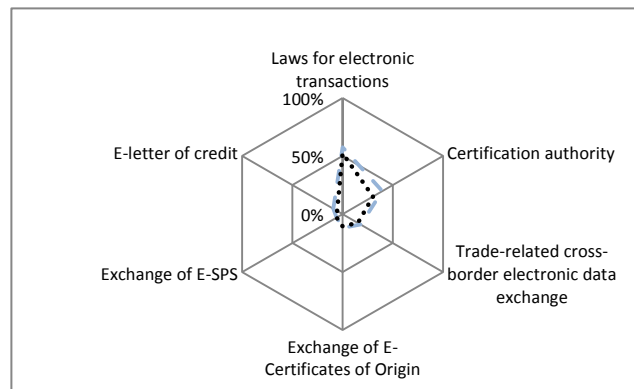 Laws for electronic
transactions
100%
E-letter of credit
50%
Certification authority
0%
Exchange of E-SPS
Trade-related cross-
border electronic data
exchange
Exchange of E-
Certificates of Origin